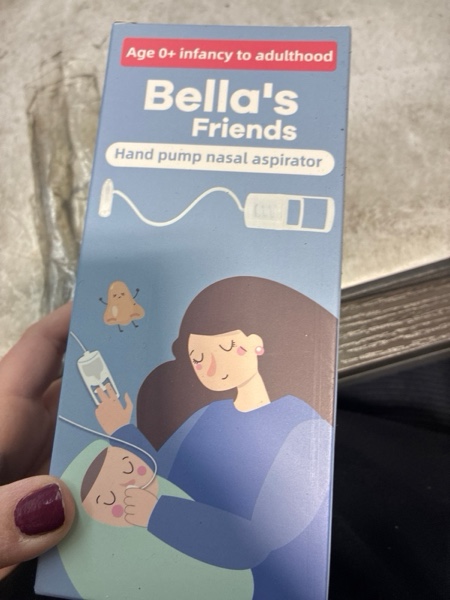 Age 0+ infancy to adulthood
Bella's
Friends
Hand pump nasal aspirator